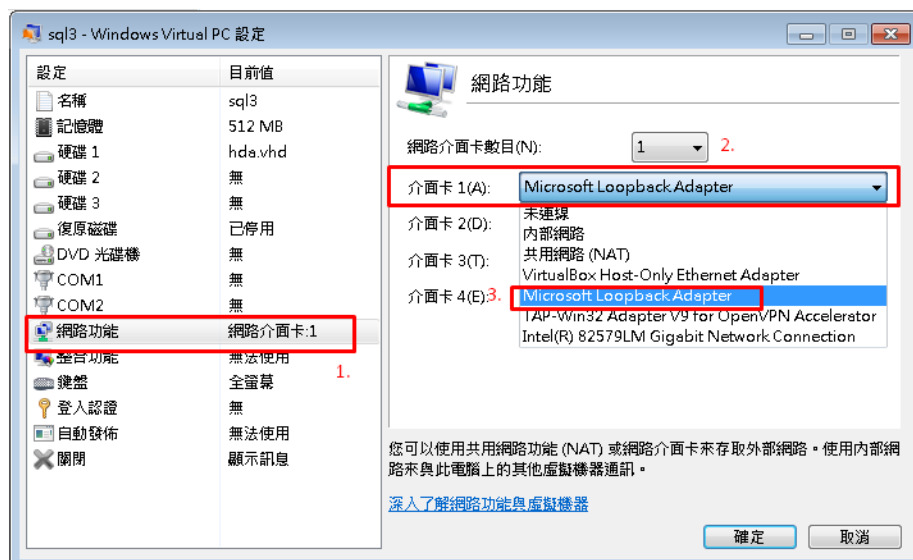 sql3 - Windows Virtual PC 設定
設定 目前值
名稱 sql3
記憶體 512 MB
硬碟 1 hda.vhd
硬碟 2 無
硬碟 3 無
復原磁碟 已停用
DVD 光碟機 無
COM1 無
COM2 無
網路功能 網路介面卡:1
整合功能 無法使用
1.
鍵盤 全螢幕
登入認證 無
自動發佈 無法使用
關閉 顯示訊息
網路功能
網路介面卡數目(N): 1 2.
介面卡 1(A): Microsoft Loopback Adapter
介面卡 2(D):
介面卡 3(T):
介面卡 4(E): 3.
未連線
內部網路
共用網路 (NAT)
VirtualBox Host-Only Ethernet Adapter
Microsoft Loopback Adapter
TAP-Win32 Adapter V9 for OpenVPN Accelerator
Intel(R) 82579LM Gigabit Network Connection
您可以使用共用網路功能 (NAT) 或網路介面卡來存取外部網路。使用內部網
路來與此電腦上的其他虛擬機器通訊。
深入了解網路功能與虛擬機器
確定 取消